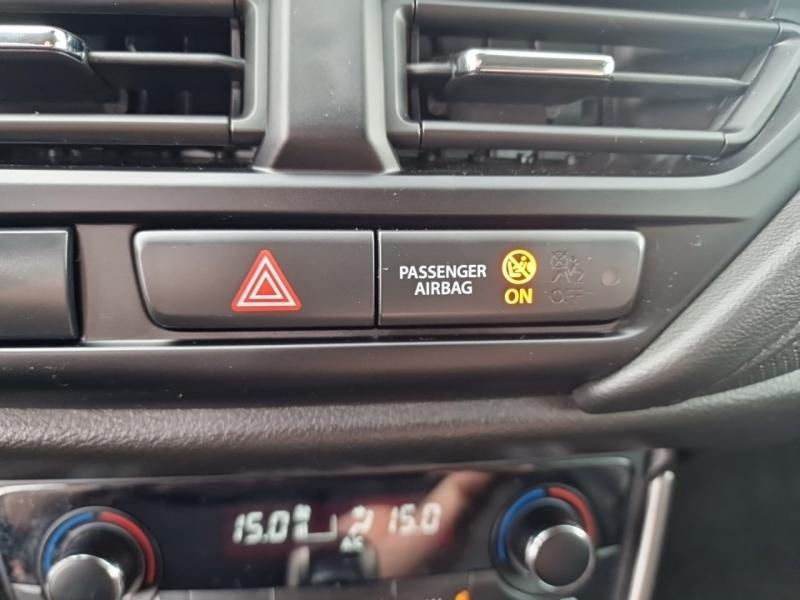 PASSENGER
AIRBAG
ON OFF
15.0 15.0
A/C